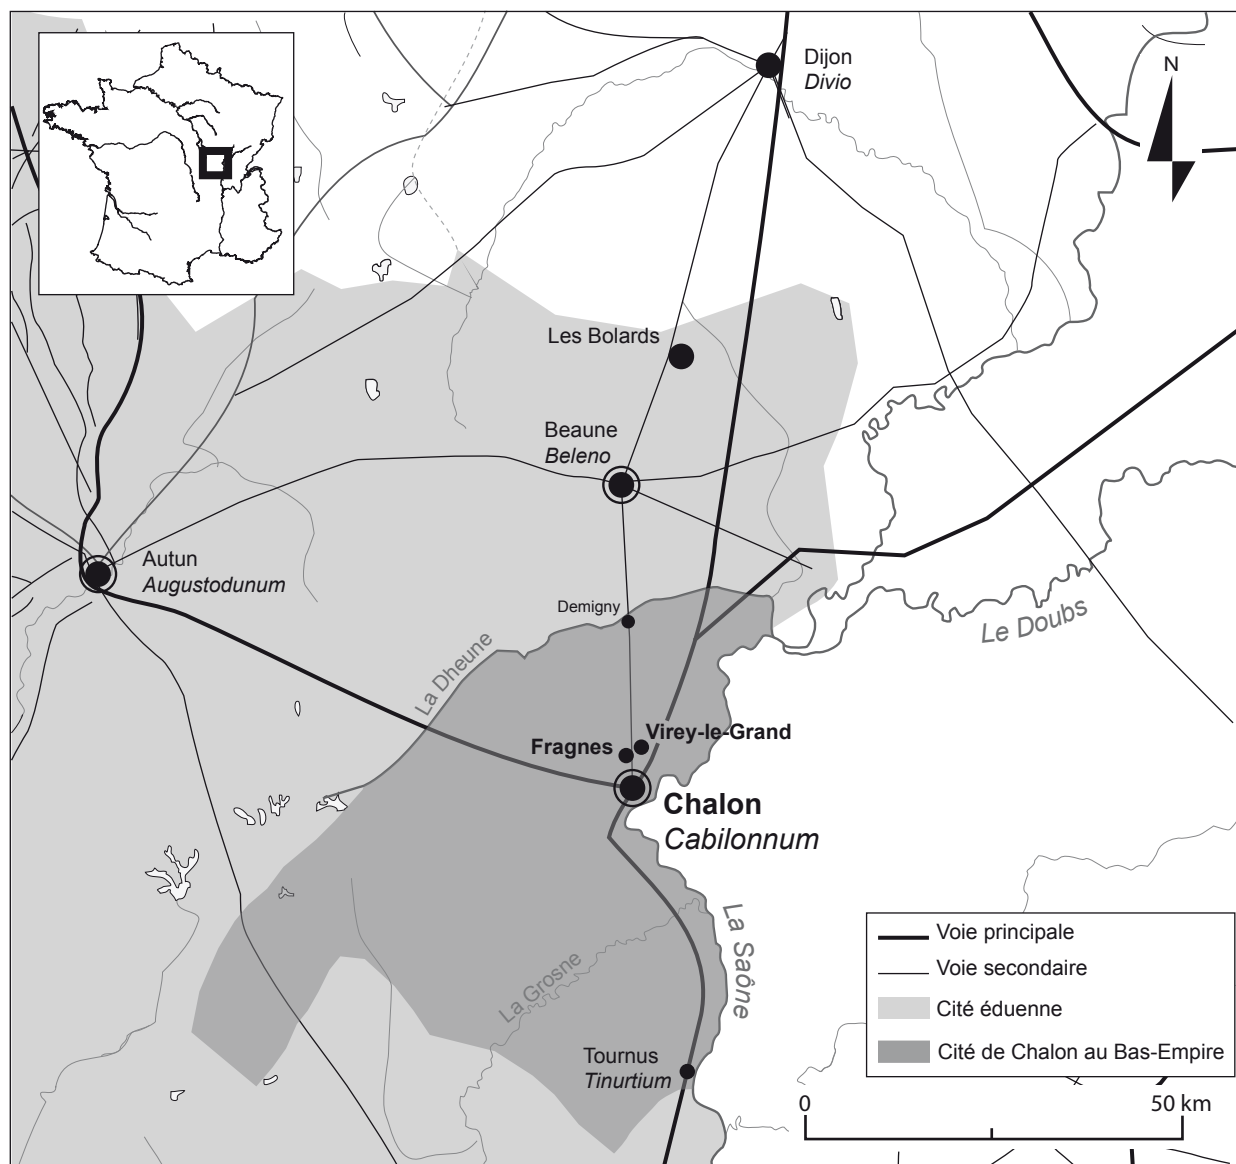 Dijon
Divio
N
Les Bolards
Beaune
Beleno
Autun
Augustodunum
Demigny
Le Doubs
La Dheune
Virey-le-Grand
Fragnes
Chalon
Cabilonnum
La Saône
La Grosne
Tournus
Tinurtium
Voie principale
Voie secondaire
Cité éduenne
Cité de Chalon au Bas-Empire
0 50 km